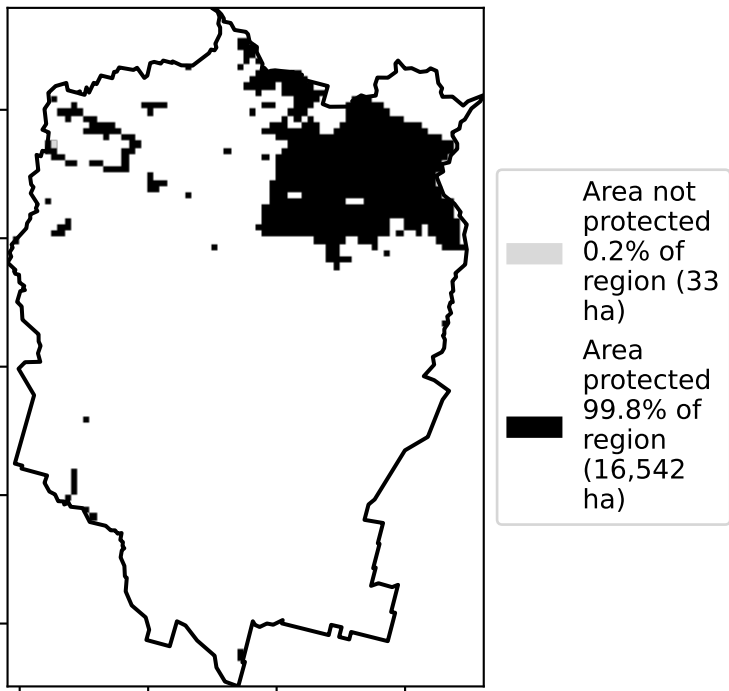 Area not
protected
0.2% of
region (33
ha)
Area
protected
99.8% of
region
(16,542
ha)